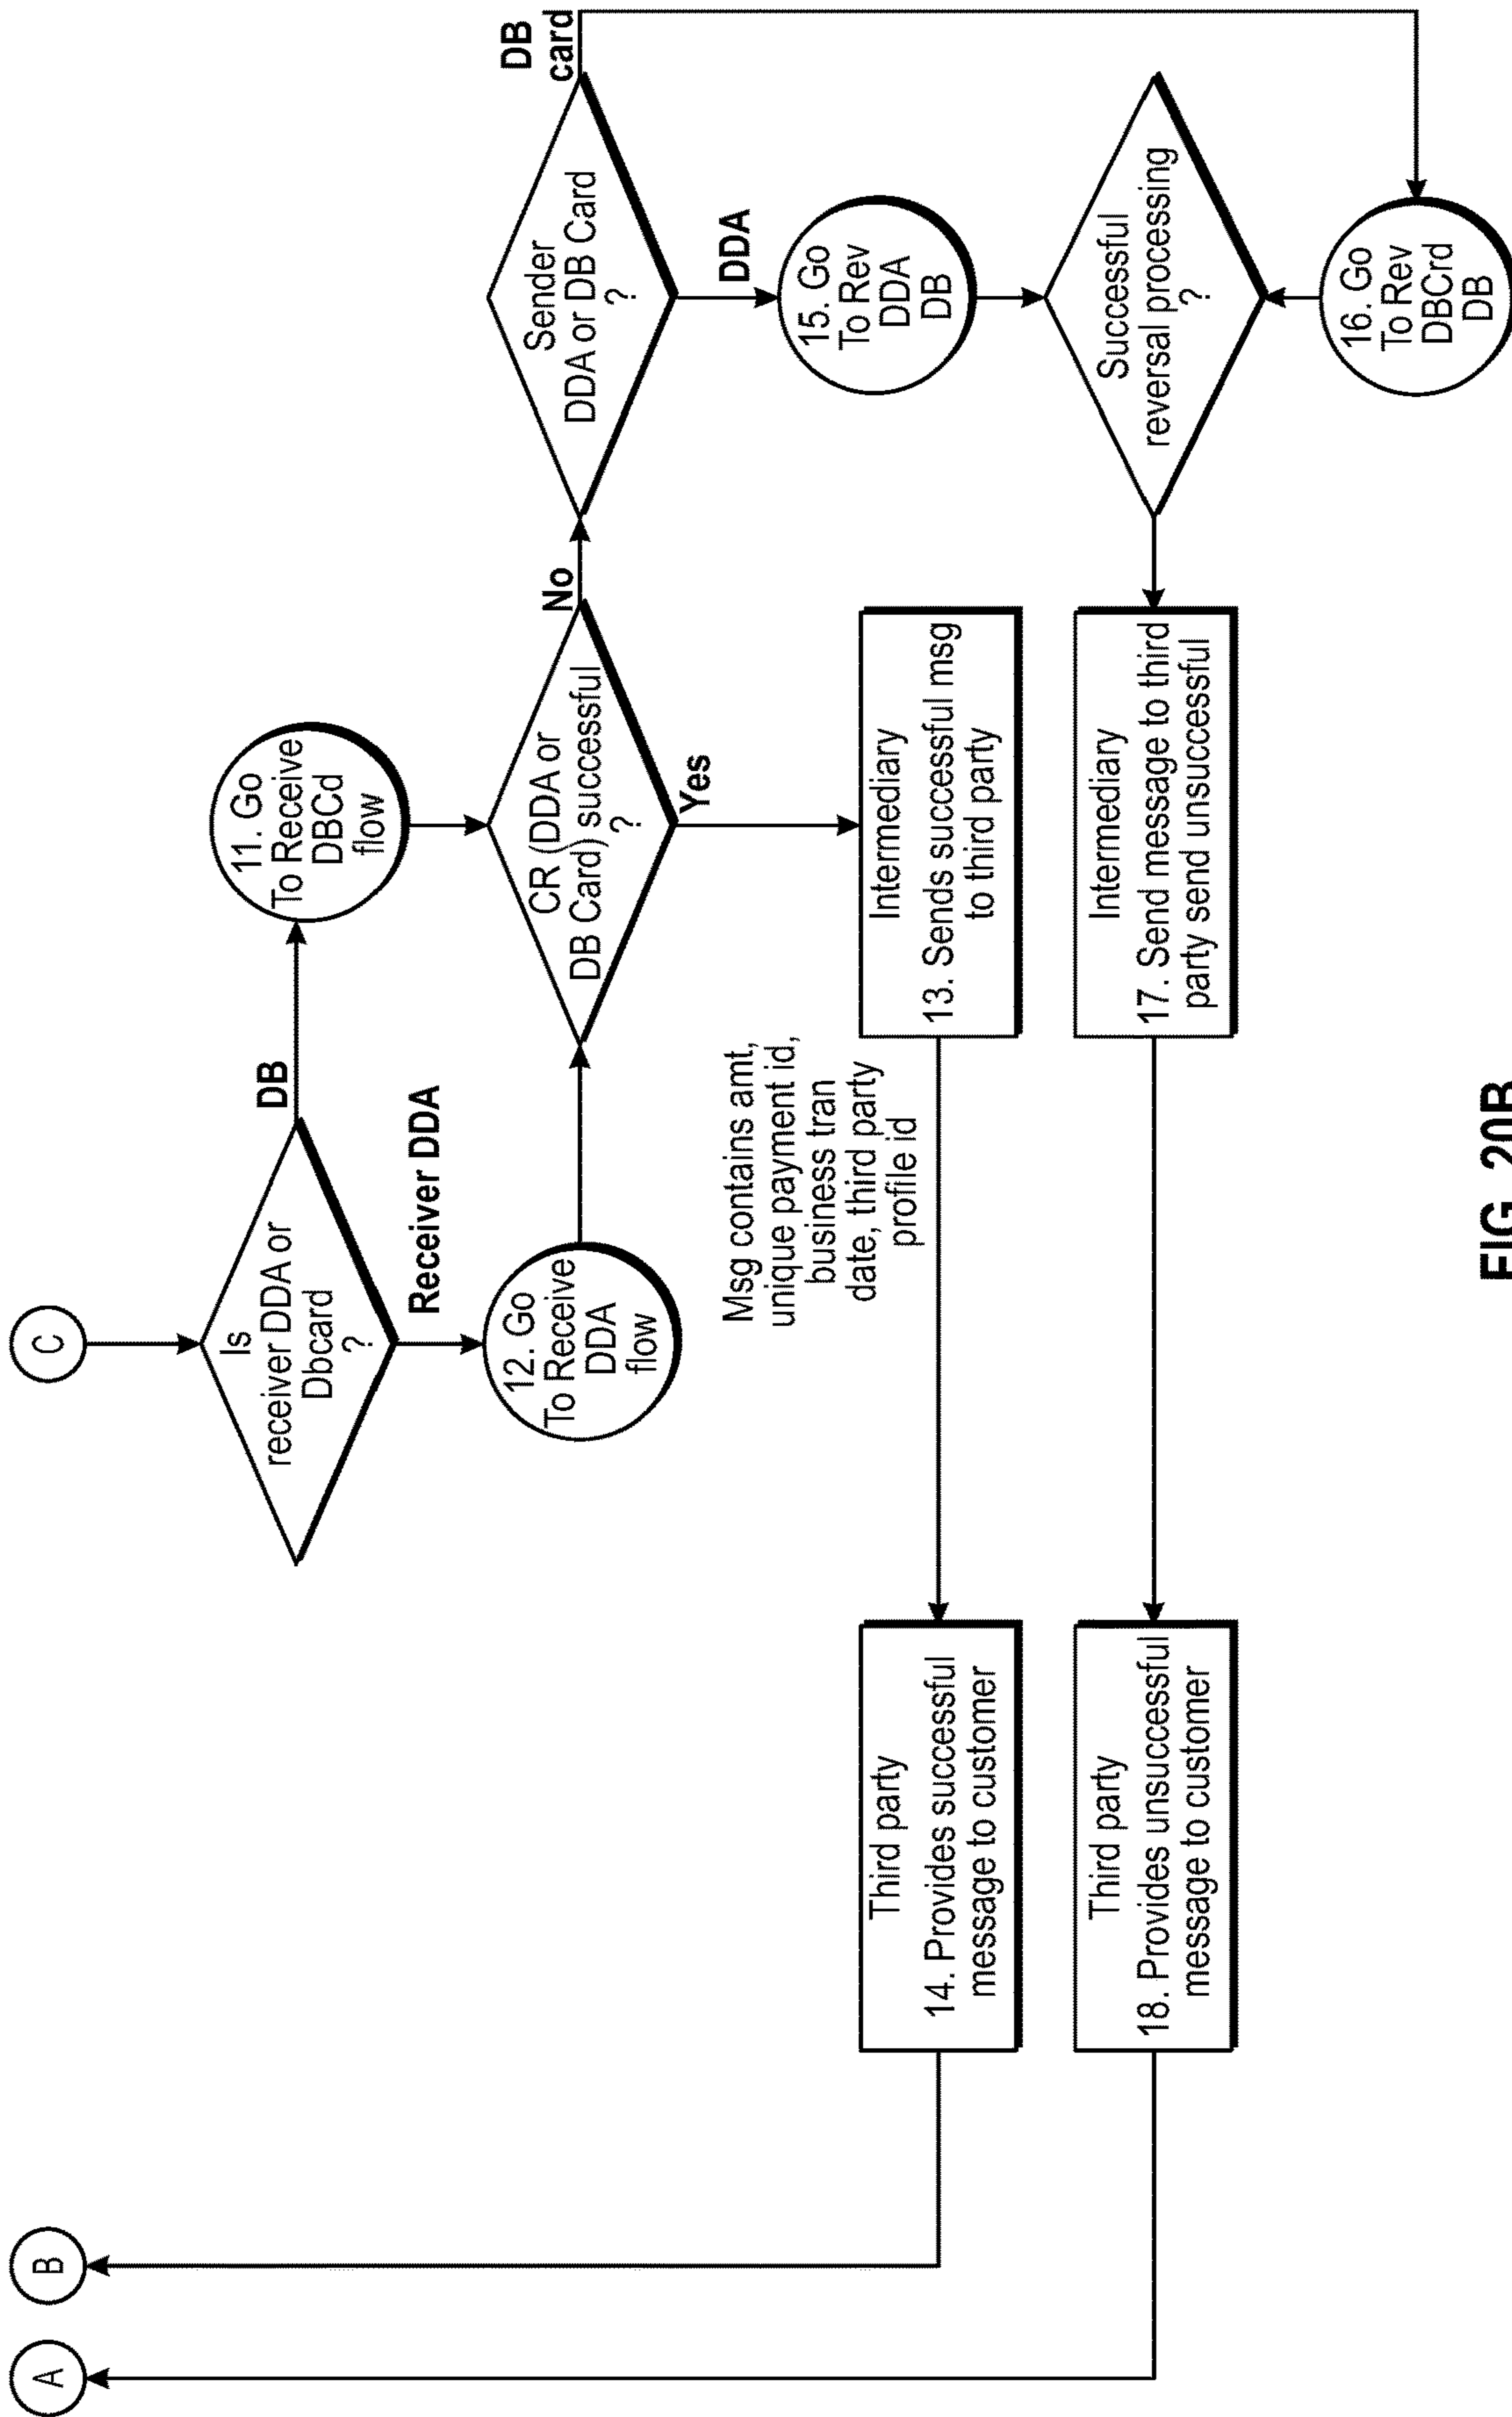 A
B
C
Is
receiver DDA or
Dbcard
?
DB
11. Go
To Receive
DBCd
flow
Receiver DDA
12. Go
To Receive
DDA
flow
CR (DDA or
DB Card) successful
?
No
Sender
DDA or DB Card
?
DB
card
Yes
DDA
15. Go
To Rev
DDA
DB
Msg contains amt,
unique payment id,
business tran
date, third party
profile id
Third party
14. Provides successful
message to customer
Intermediary
13. Sends successful msg
to third party
Third party
18. Provides unsuccessful
message to customer
Intermediary
17. Send message to third
party send unsuccessful
Successful
reversal processing
?
16. Go
To Rev
DBCrd
DB
FIG. 20B